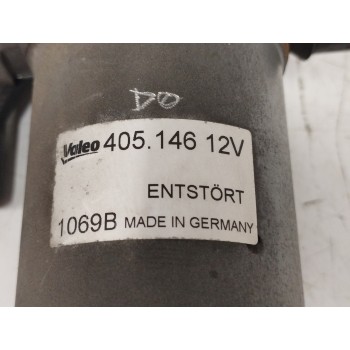 DO
Valeo 405.146 12V
ENTSTÖRT
1069B MADE IN GERMANY